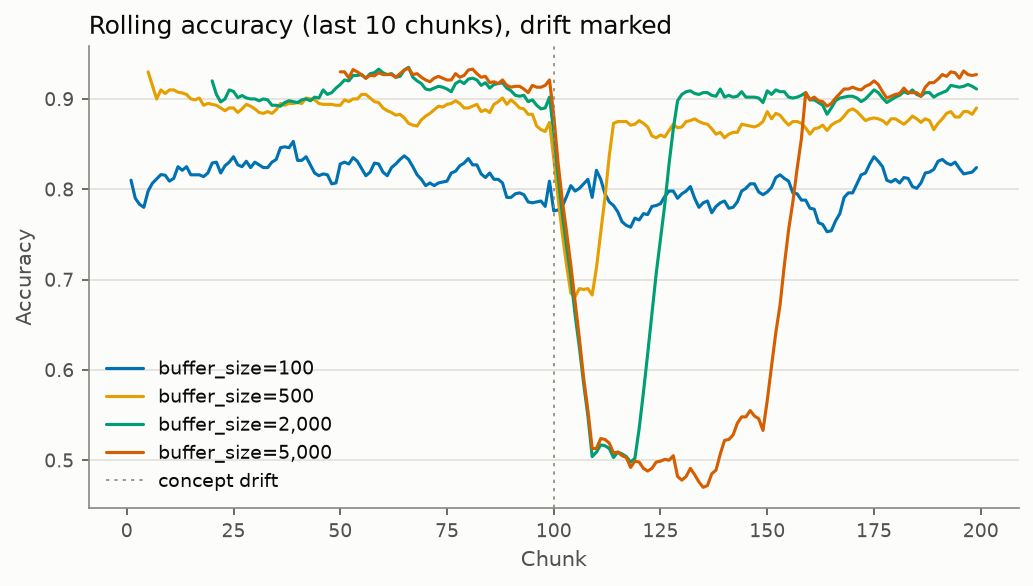 Rolling accuracy (last 10 chunks), drift marked
Accuracy
0.9
0.8
0.7
0.6
0.5
buffer_size=100
buffer_size=500
buffer_size=2,000
buffer_size=5,000
concept drift
0 25 50 75 100 125 150 175 200
Chunk